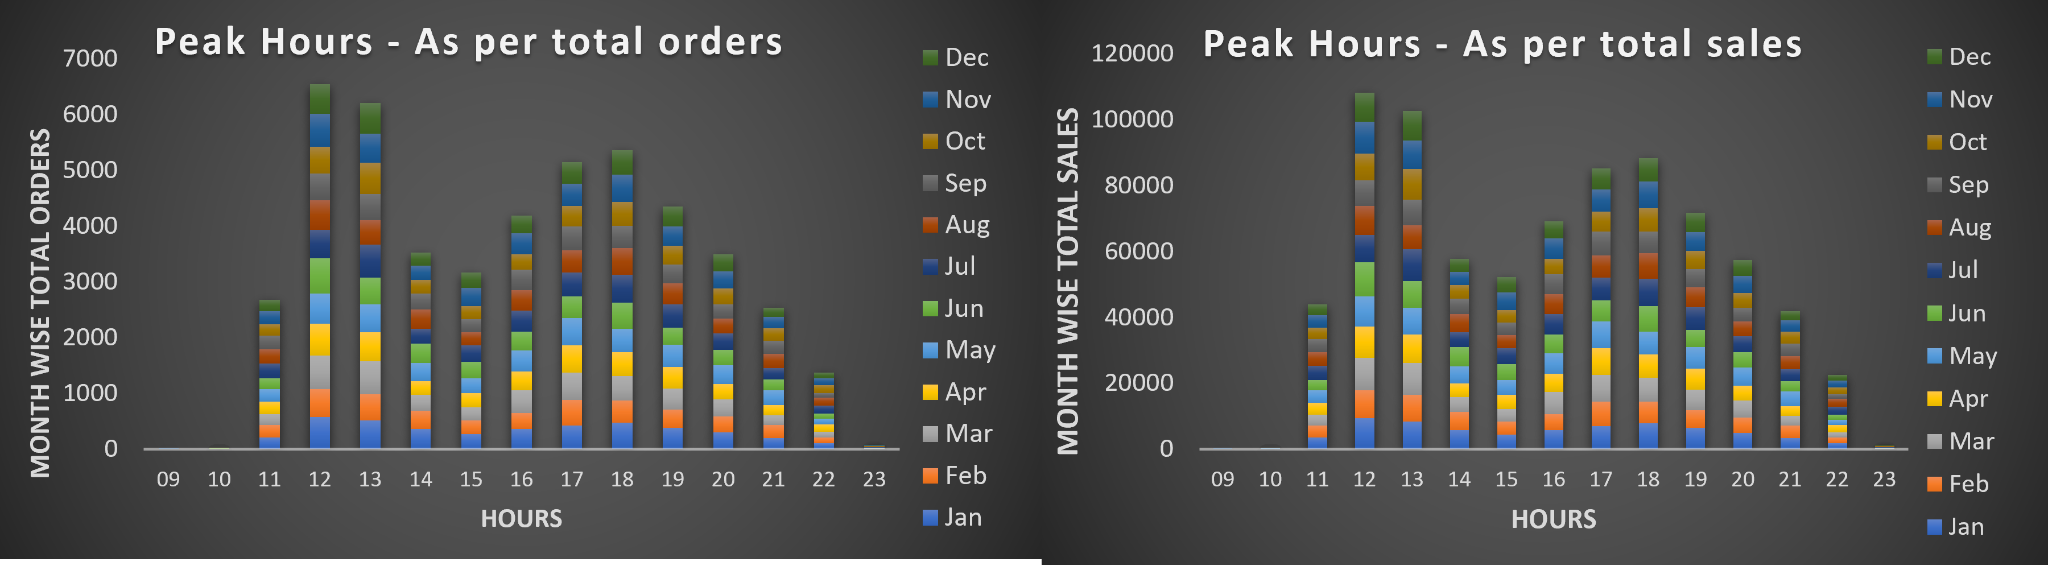 Peak Hours - As per total orders
MONTH WISE TOTAL ORDERS
7000
6000
5000
4000
3000
2000
1000
0
09 10 11 12 13 14 15 16 17 18 19 20 21 22 23
HOURS
Dec
Nov
Oct
Sep
Aug
Jul
Jun
May
Apr
Mar
Feb
Jan
Peak Hours - As per total sales
MONTH WISE TOTAL SALES
120000
100000
80000
60000
40000
20000
0
09 10 11 12 13 14 15 16 17 18 19 20 21 22 23
HOURS
Dec
Nov
Oct
Sep
Aug
Jul
Jun
May
Apr
Mar
Feb
Jan